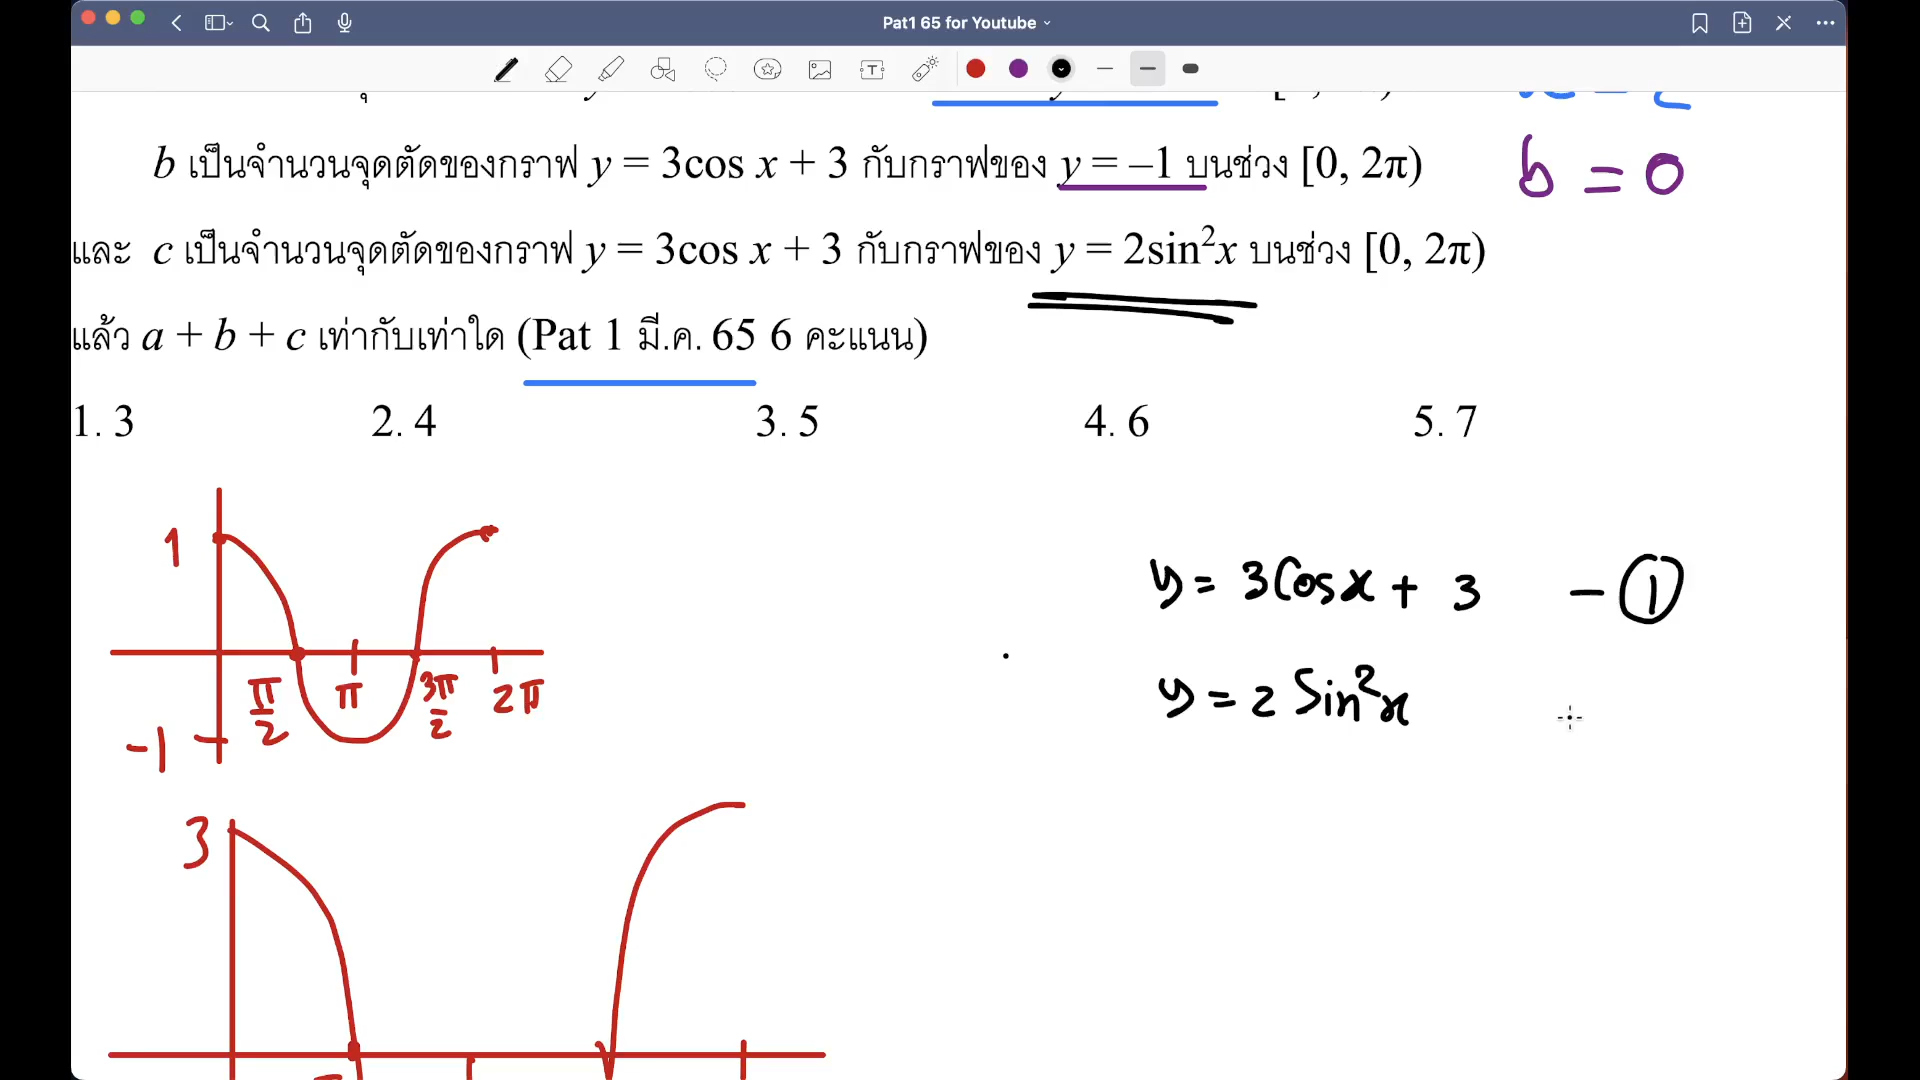 Pat1 65 for Youtube
b เป็นจำนวนจุดตัดของกราฟ y = 3cos x + 3 กับกราฟของ y = –1 บนช่วง [0, 2π)
b = 0
และ c เป็นจำนวนจุดตัดของกราฟ y = 3cos x + 3 กับกราฟของ y = 2sin²x บนช่วง [0, 2π)
แล้ว a + b + c เท่ากับเท่าใด (Pat 1 มี.ค. 65 6 คะแนน)
1. 3 2. 4 3. 5 4. 6 5. 7
1
π/2 π 3π/2 2π
-1
y = 3cosx + 3 - ①
y = 2 Sin²x
3